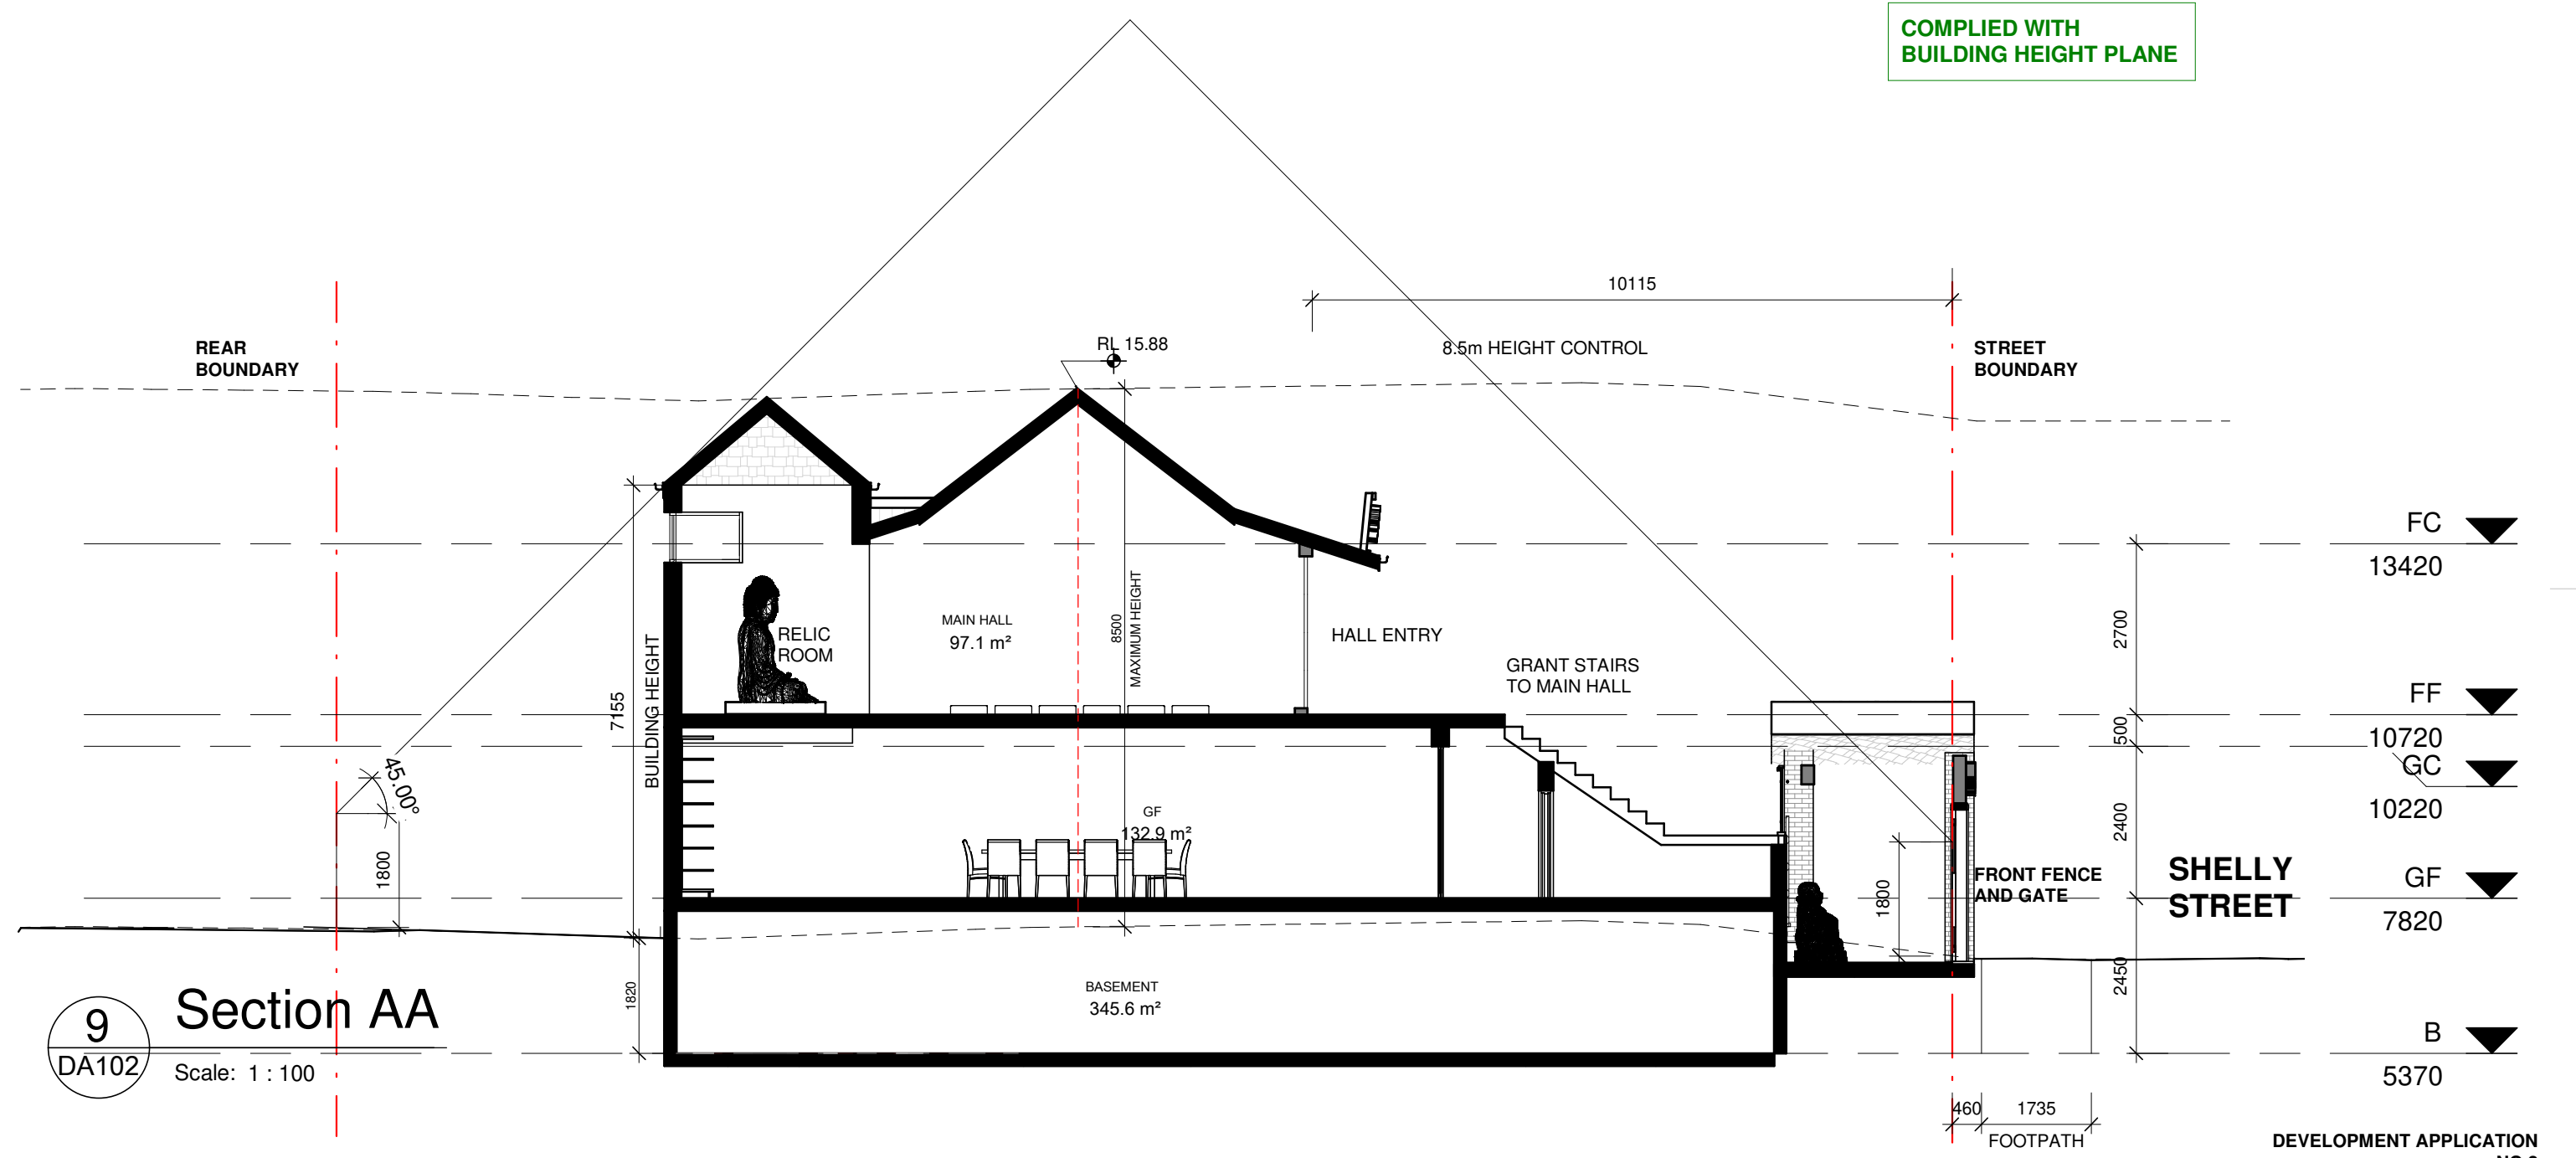 COMPLIED WITH
BUILDING HEIGHT PLANE
10115
REAR
BOUNDARY
RL 15.88
8.5m HEIGHT CONTROL
STREET
BOUNDARY
FC
13420
2700
RELIC
ROOM
MAIN HALL
97.1 m²
8500
MAXIMUM HEIGHT
HALL ENTRY
GRANT STAIRS
TO MAIN HALL
7155
BUILDING HEIGHT
FF
10720
500
GC
10220
45.00°
1800
GF
132.9 m²
2400
1800
FRONT FENCE
AND GATE
SHELLY
STREET
GF
7820
2450
1820
BASEMENT
345.6 m²
9
DA102
Section AA
Scale: 1 : 100
B
5370
460
1735
FOOTPATH
DEVELOPMENT APPLICATION